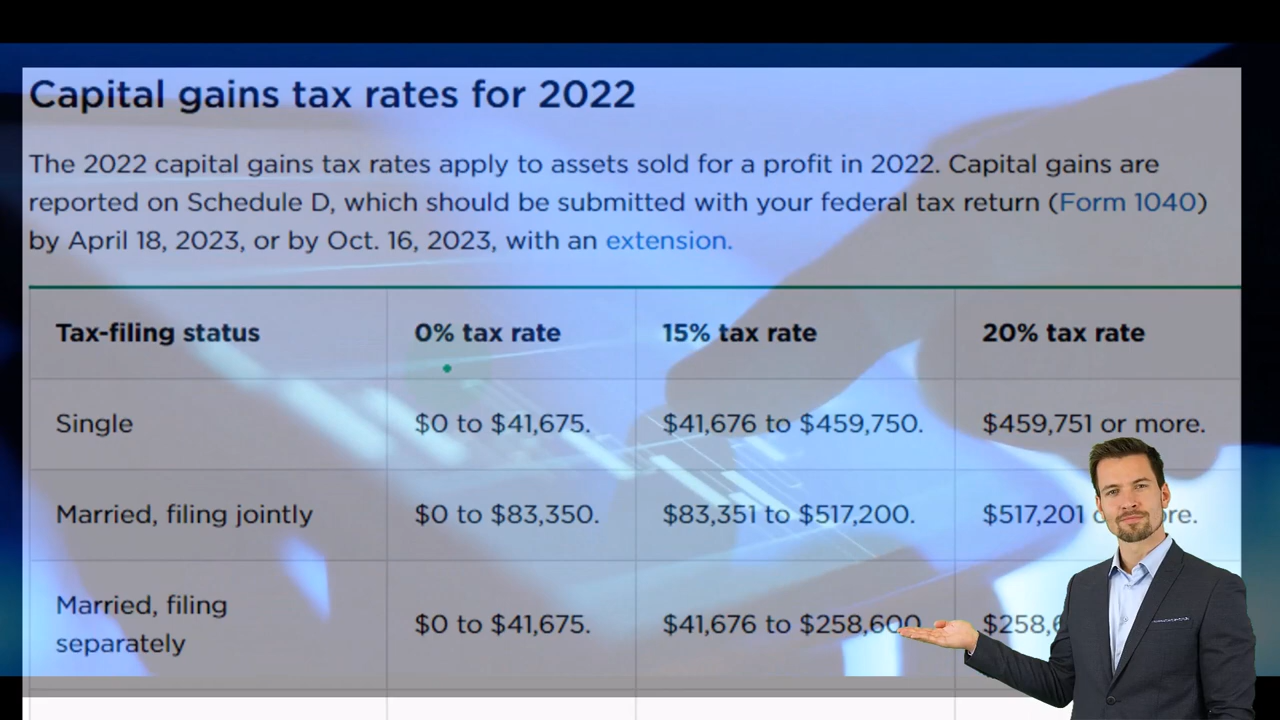 Capital gains tax rates for 2022
The 2022 capital gains tax rates apply to assets sold for a profit in 2022. Capital gains are
reported on Schedule D, which should be submitted with your federal tax return (Form 1040)
by April 18, 2023, or by Oct. 16, 2023, with an extension.
Tax-filing status 0% tax rate 15% tax rate 20% tax rate
Single $0 to $41,675. $41,676 to $459,750. $459,751 or more.
Married, filing jointly $0 to $83,350. $83,351 to $517,200. $517,201
Married, filing
separately $0 to $41,675. $41,676 to $258,600